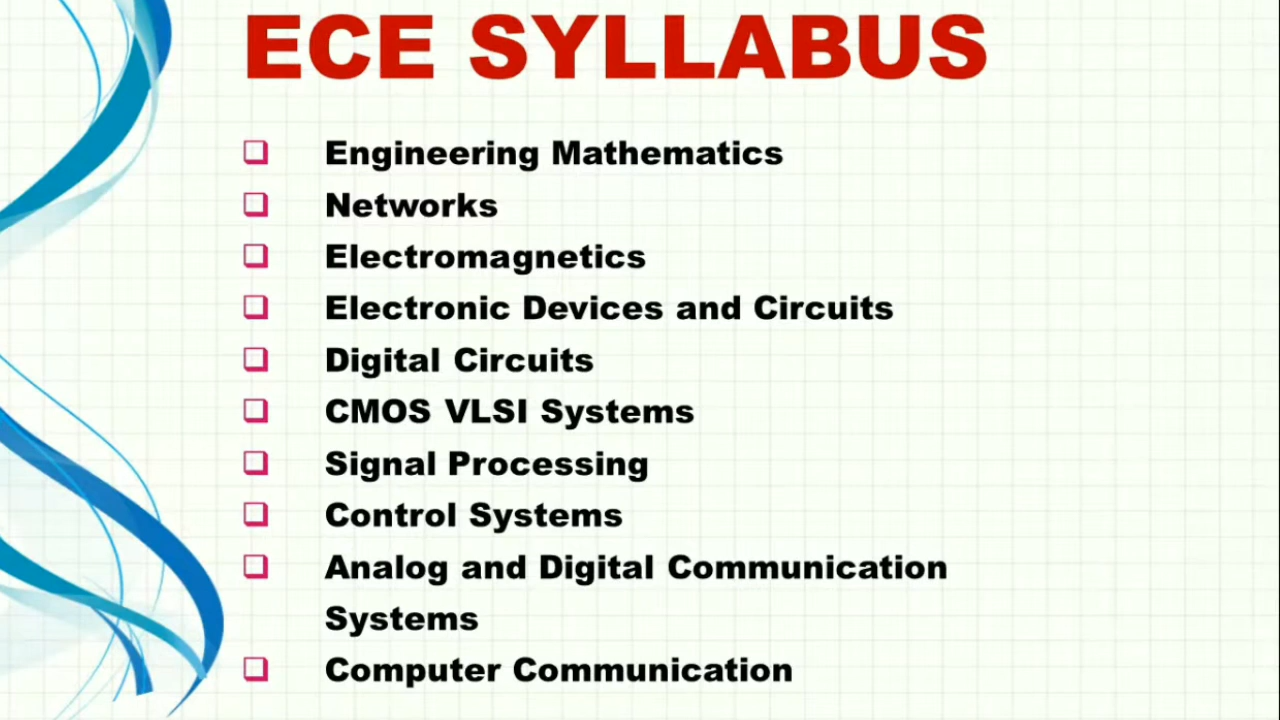 ECE SYLLABUS
Engineering Mathematics
Networks
Electromagnetics
Electronic Devices and Circuits
Digital Circuits
CMOS VLSI Systems
Signal Processing
Control Systems
Analog and Digital Communication
Systems
Computer Communication